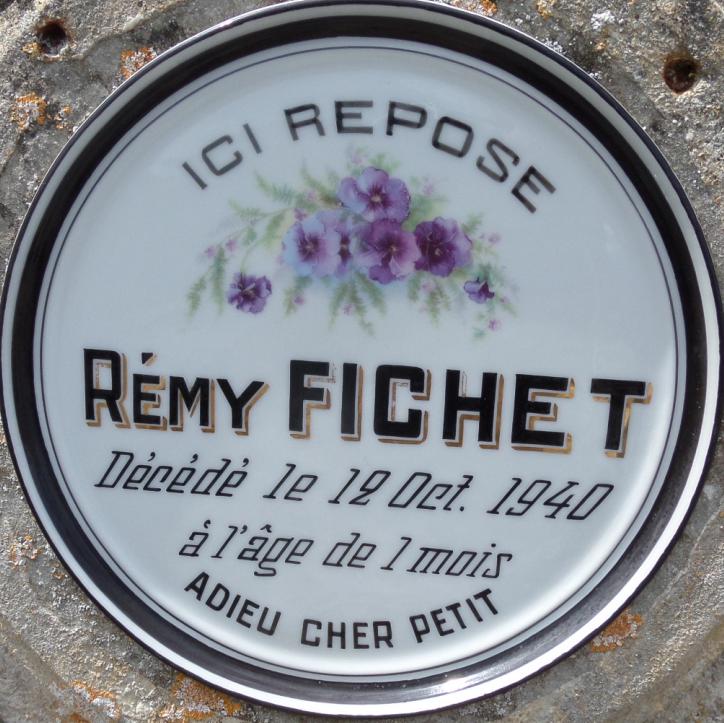 ICI REPOSE
RÉMY FICHET
Décédé le 12 Oct. 1940
à l'âge de 1 mois
ADIEU CHER PETIT